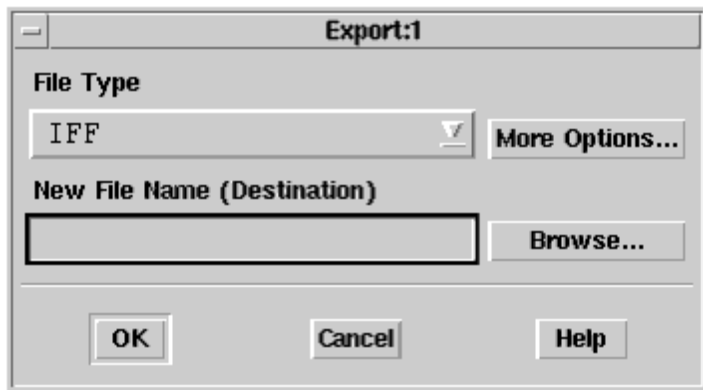 Export:1
File Type
IFF
More Options...
New File Name (Destination)
Browse...
OK Cancel Help